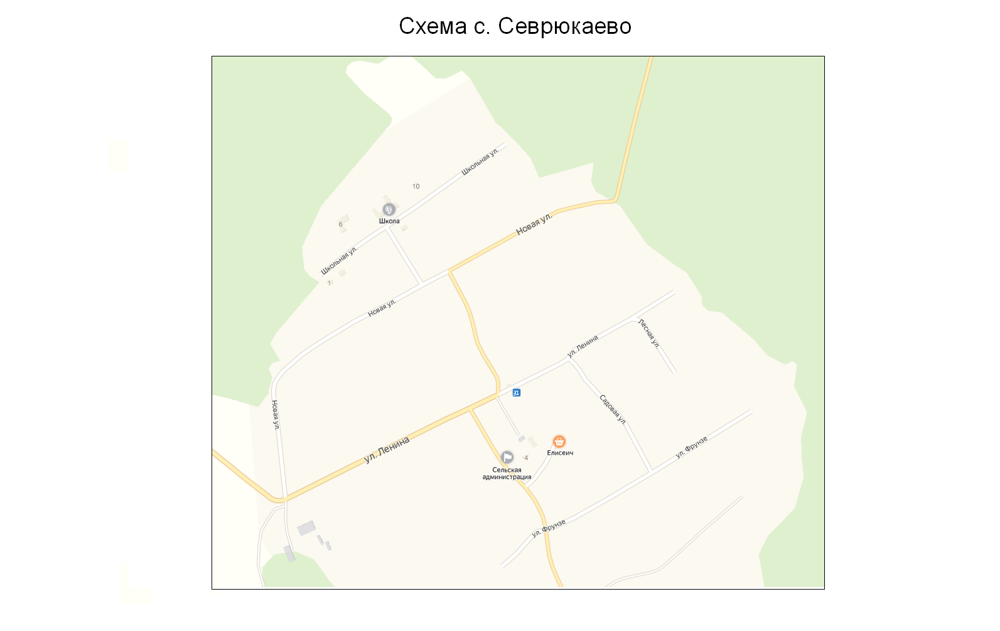 Схема с. Севрюкаево
Школьная ул.
10
Школа
6
Новая ул.
Школьная ул.
7
Новая ул.
Лесная ул.
ул. Ленина
Садовая ул.
Новая ул.
ул. Ленина
ул. Фрунзе
Елисеич
4
Сельская
администрация
ул. Фрунзе